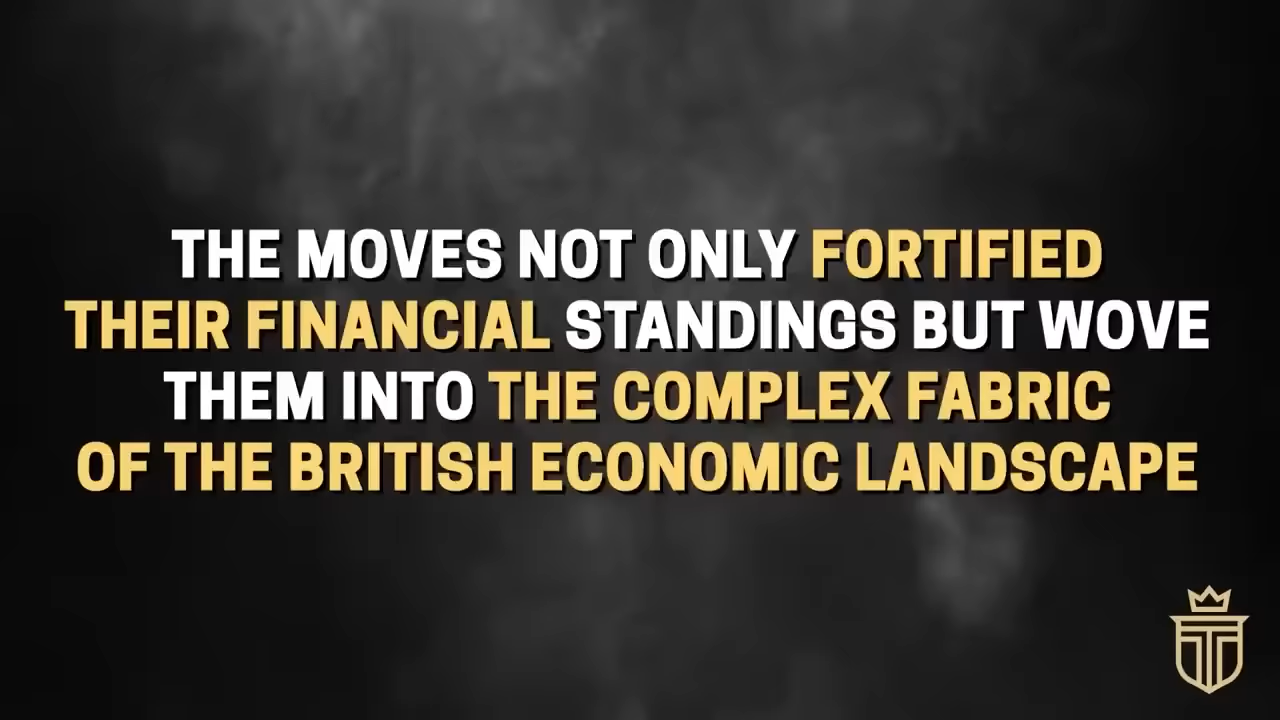 THE MOVES NOT ONLY FORTIFIED
THEIR FINANCIAL STANDINGS BUT WOVE
THEM INTO THE COMPLEX FABRIC
OF THE BRITISH ECONOMIC LANDSCAPE